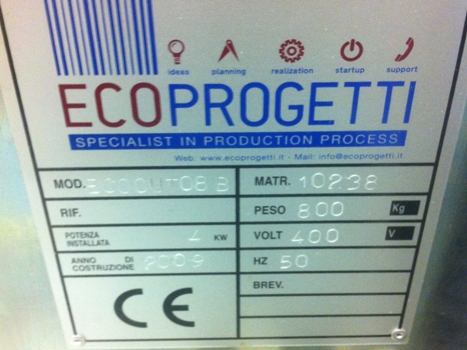 ideas planning realization startup support
ECOPROGETTI
SPECIALIST IN PRODUCTION PROCESS
Web: www.ecoprogetti.it - Mail: info@ecoprogetti.it
MOD. ECOCUT08B MATR. 10238
RIF. PESO 800 Kg
POTENZA INSTALLATA 4 KW VOLT 400 V
ANNO DI COSTRUZIONE 2009 HZ 50
CE BREV.